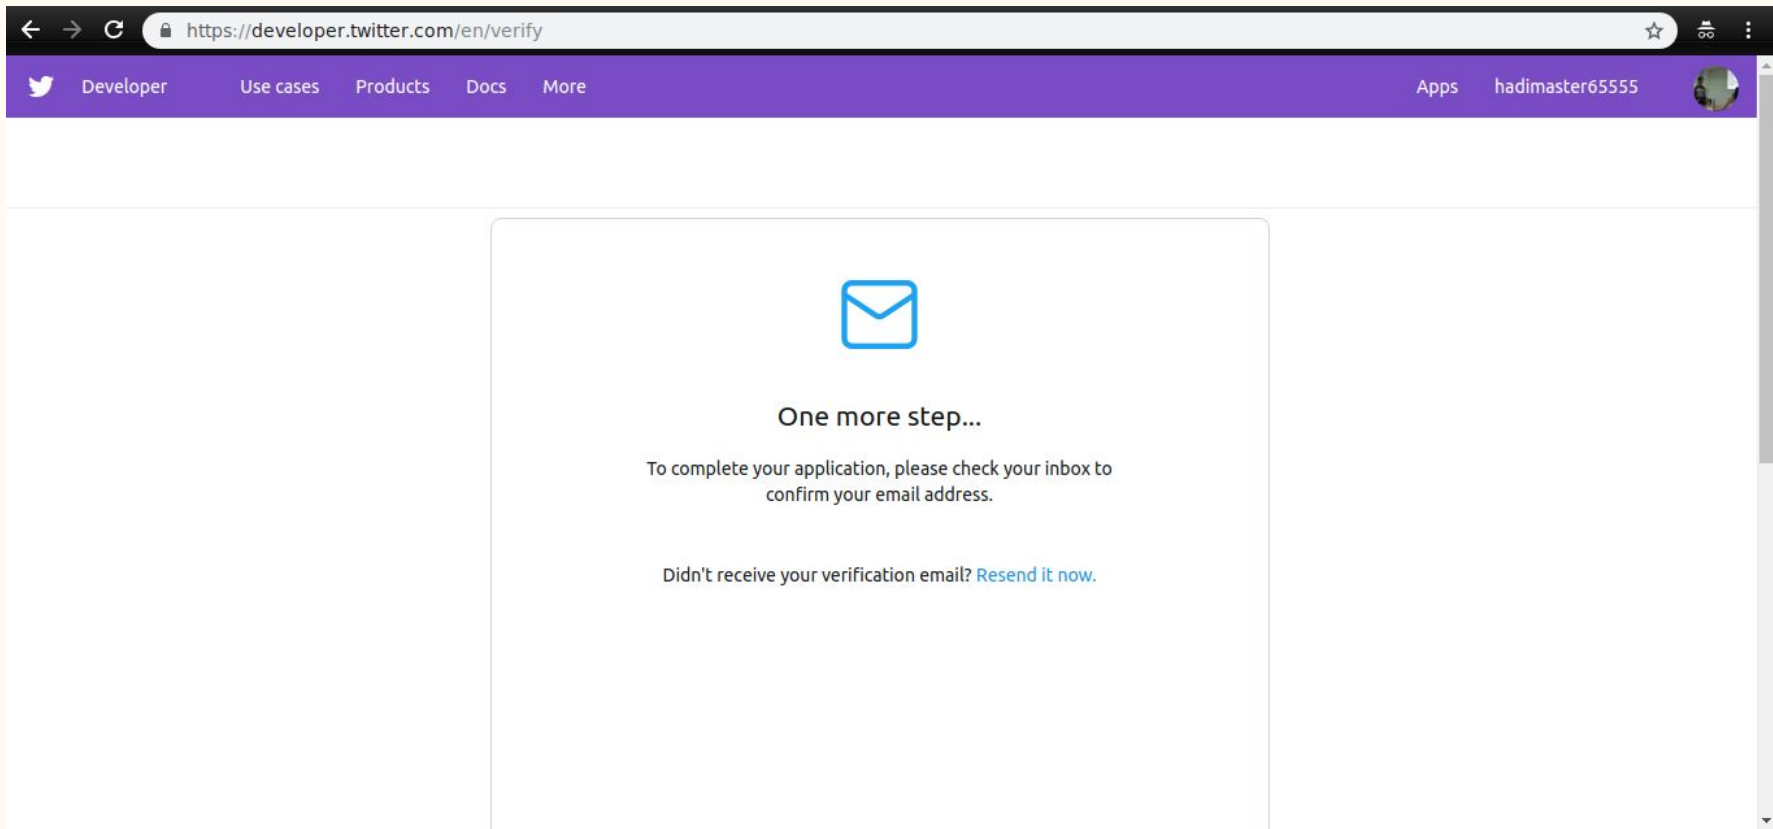 https://developer.twitter.com/en/verify
Developer Use cases Products Docs More Apps hadimaster65555
One more step...
To complete your application, please check your inbox to
confirm your email address.
Didn't receive your verification email? Resend it now.